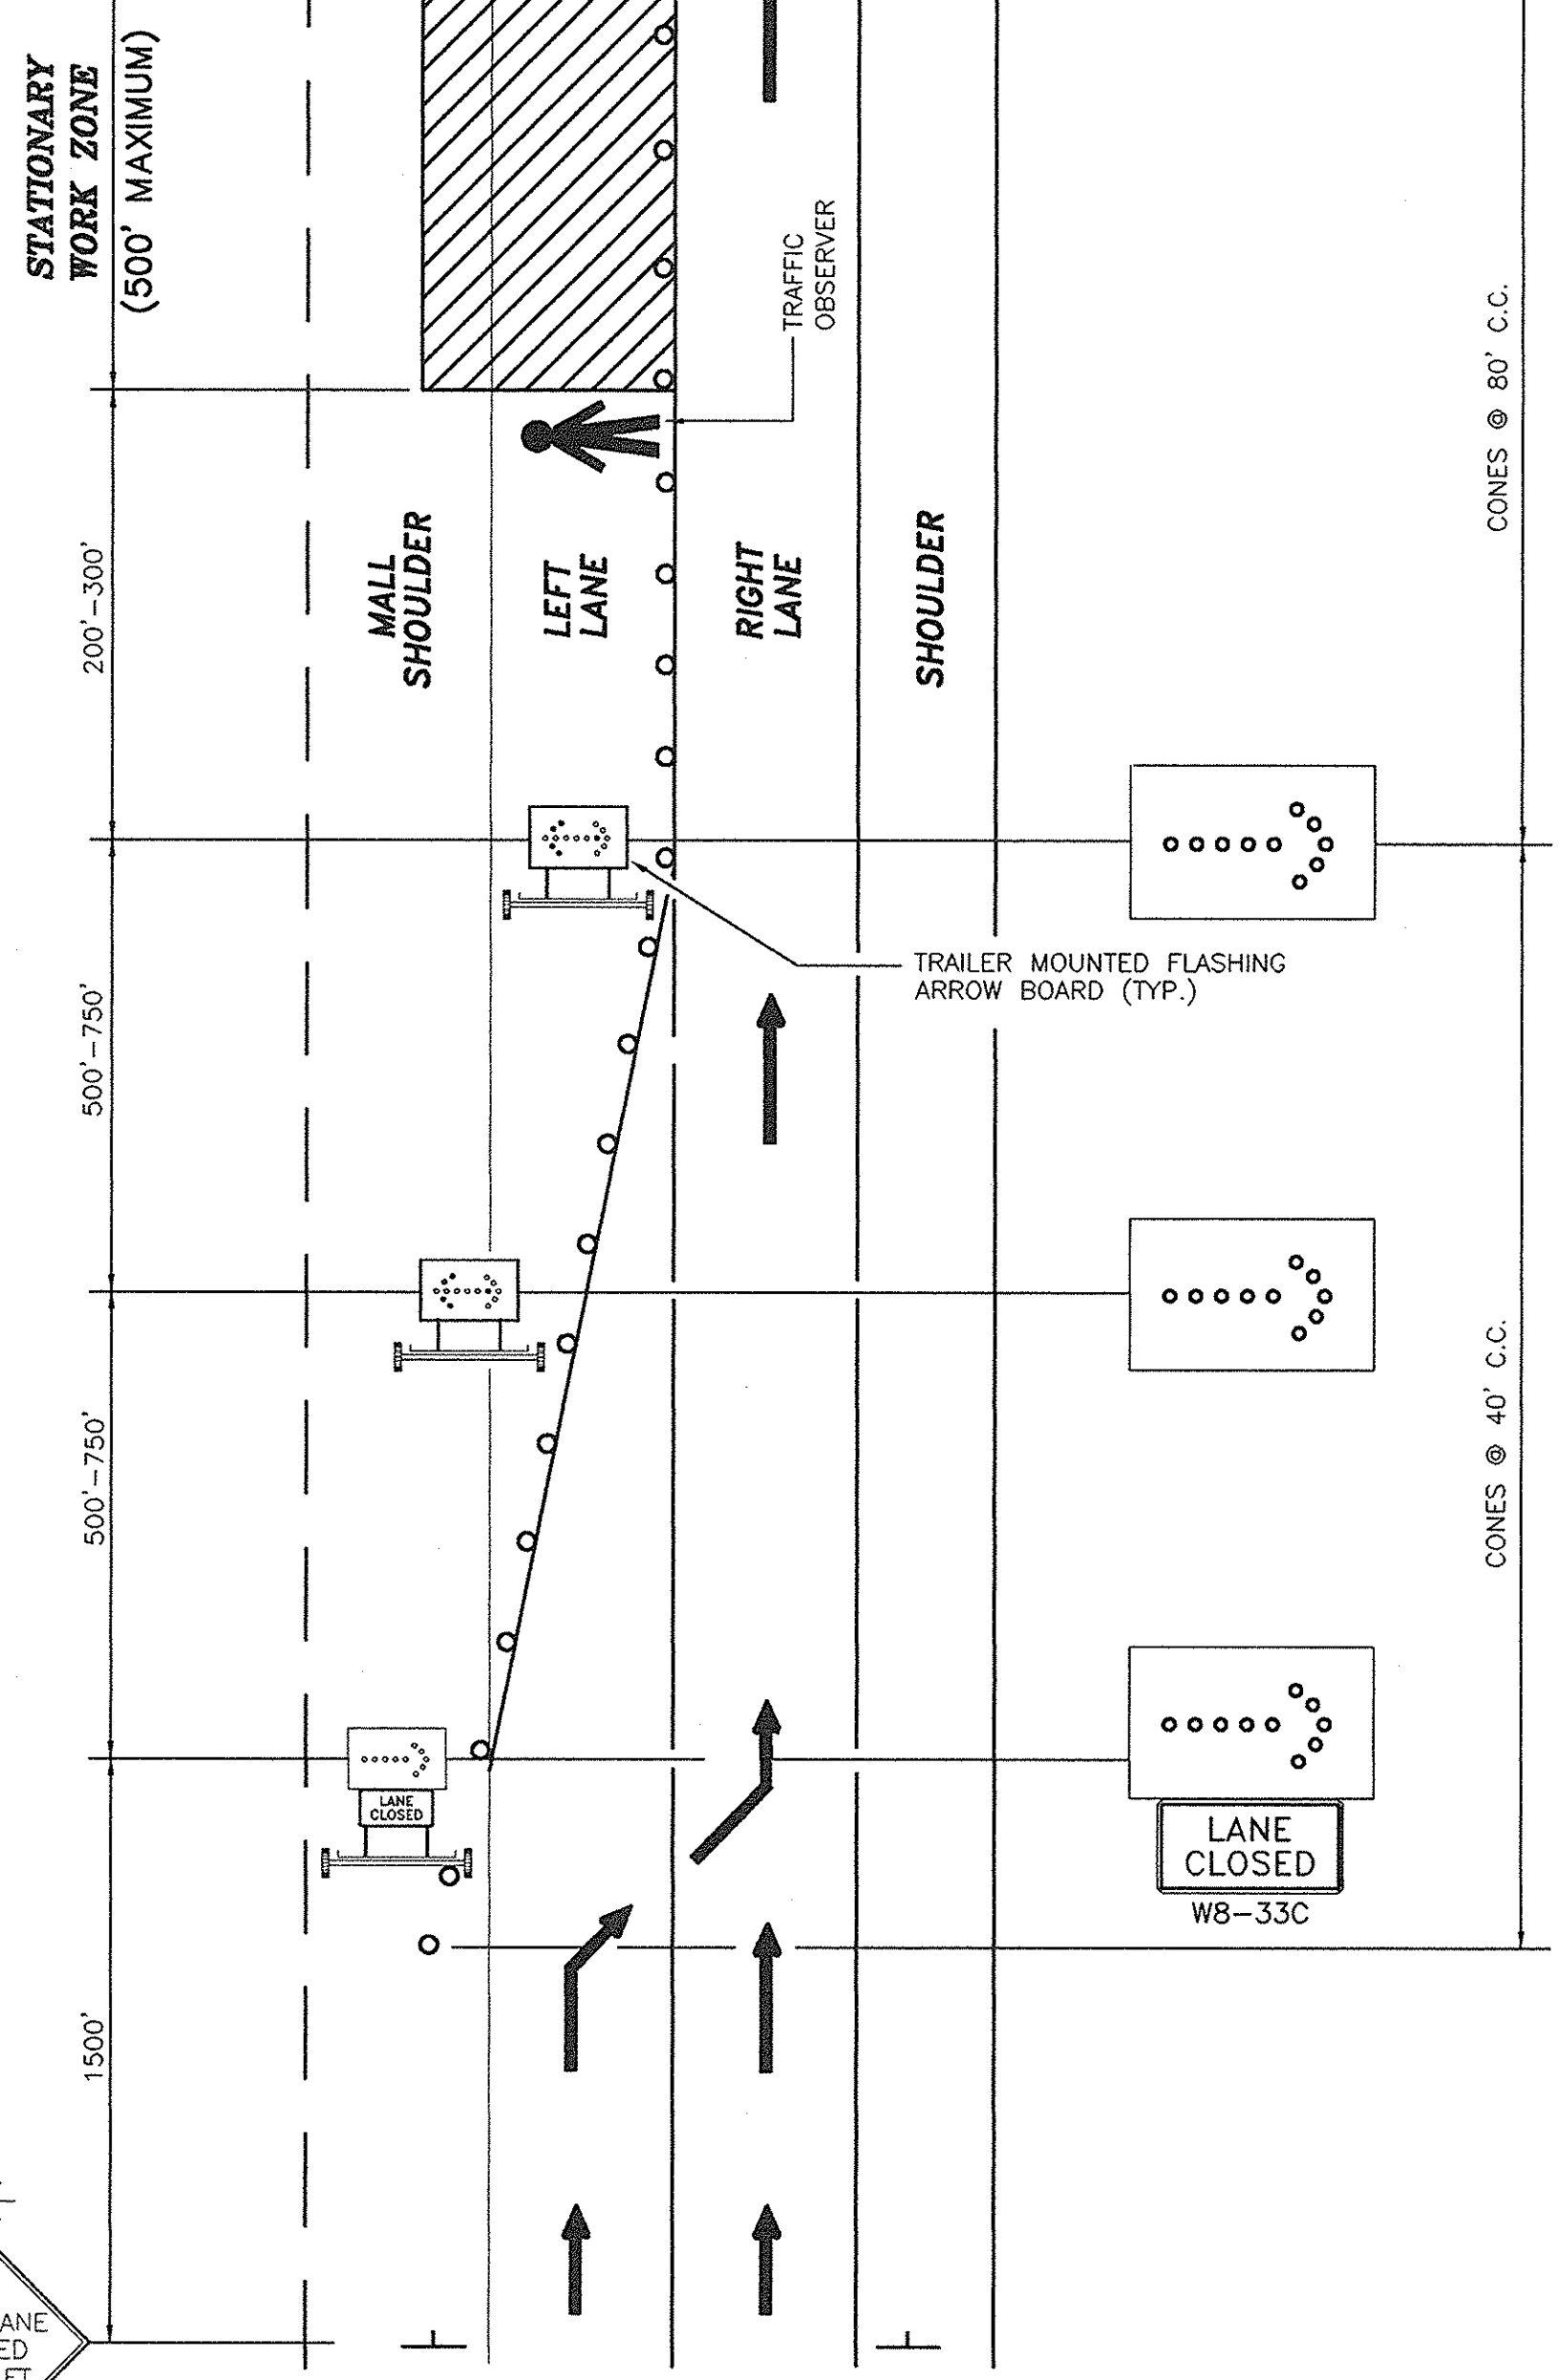 STATIONARY
WORK ZONE
(500' MAXIMUM)
200'-300'
500'-750'
500'-750'
1500'
TRAFFIC
OBSERVER
MALL
SHOULDER
LEFT
LANE
RIGHT
LANE
SHOULDER
TRAILER MOUNTED FLASHING
ARROW BOARD (TYP.)
CONES @ 80' C.C.
CONES @ 40' C.C.
LANE
CLOSED
LANE
CLOSED
W8-33C